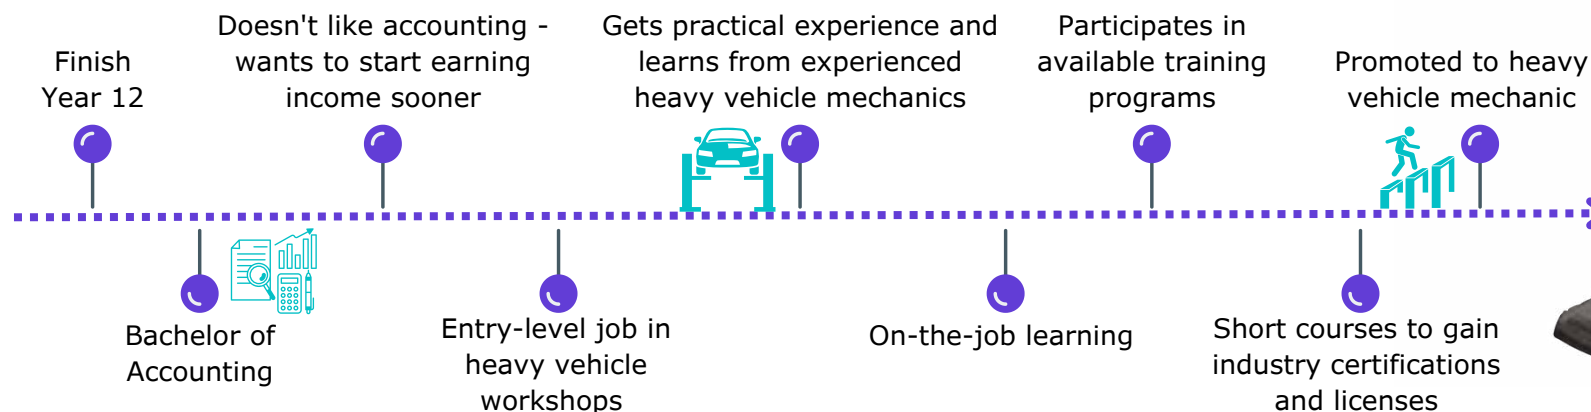 Finish
Year 12
Bachelor of
Accounting
Doesn't like accounting -
wants to start earning
income sooner
Entry-level job in
heavy vehicle
workshops
Gets practical experience and
learns from experienced
heavy vehicle mechanics
On-the-job learning
Participates in
available training
programs
Short courses to gain
industry certifications
and licenses
Promoted to heavy
vehicle mechanic